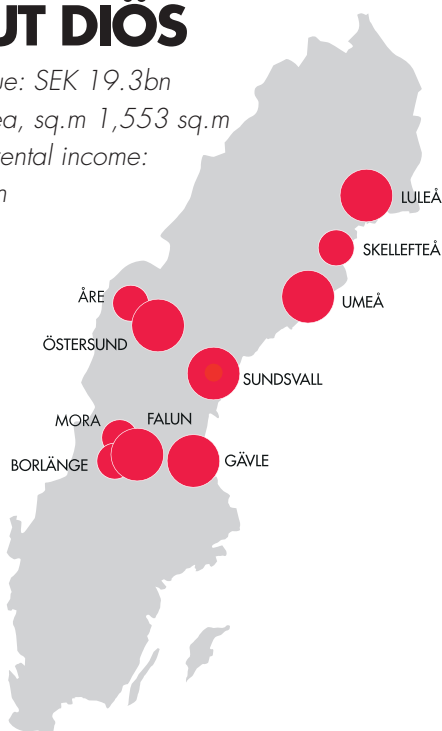 UT DIÖS
ue: SEK 19.3bn
ea, sq.m 1,553 sq.m
ental income:
n
LULEÅ
SKELLEFTEÅ
UMEÅ
ÅRE
ÖSTERSUND
SUNDSVALL
MORA
FALUN
BORLÄNGE
GÄVLE